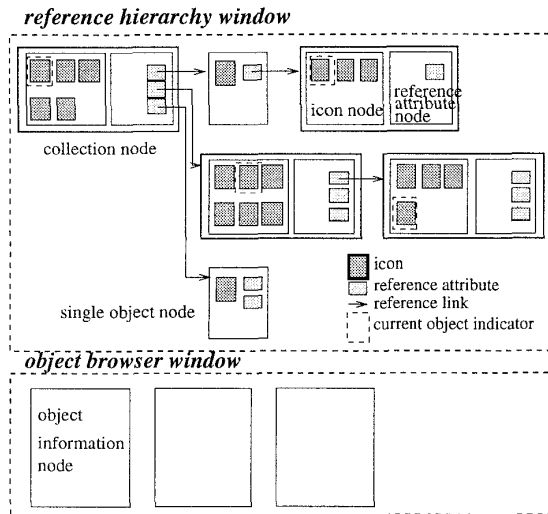 reference hierarchy window
icon node
reference
attribute
node
collection node
icon
reference attribute
reference link
current object indicator
single object node
object browser window
object
information
node